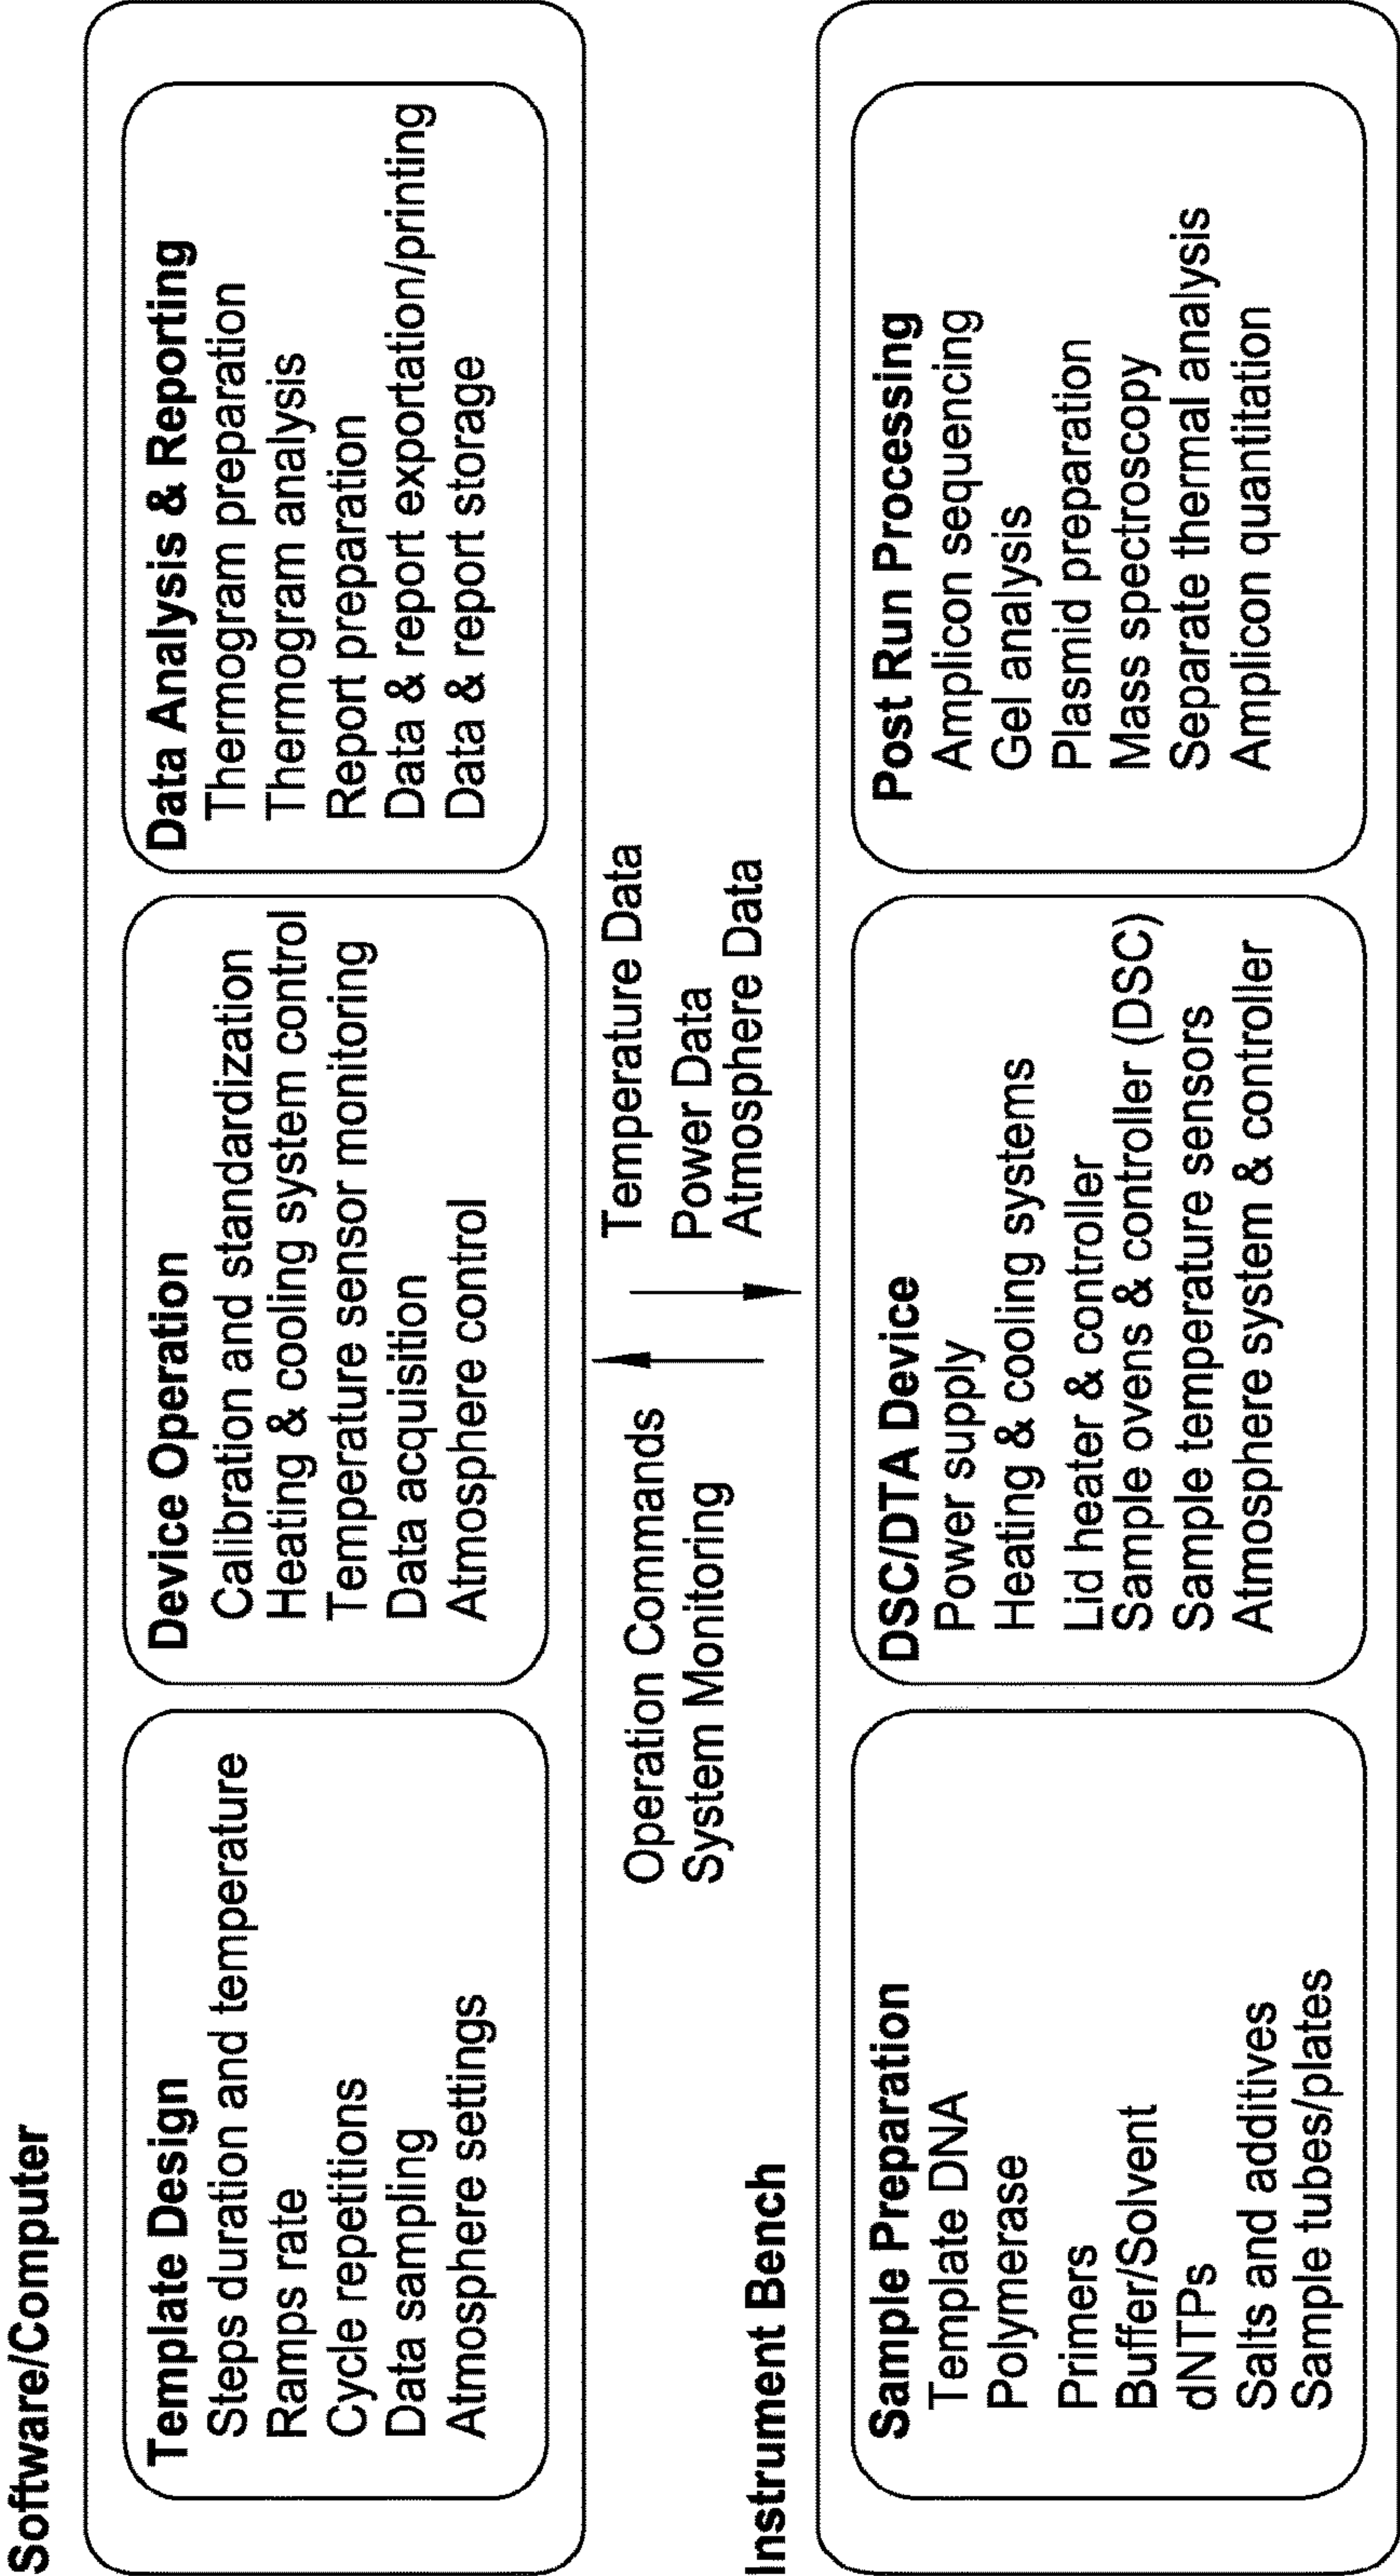 Software/Computer
Template Design
Steps duration and temperature
Ramps rate
Cycle repetitions
Data sampling
Atmosphere settings
Device Operation
Calibration and standardization
Heating & cooling system control
Temperature sensor monitoring
Data acquisition
Atmosphere control
Data Analysis & Reporting
Thermogram preparation
Thermogram analysis
Report preparation
Data & report exportation/printing
Data & report storage
Operation Commands
System Monitoring
Temperature Data
Power Data
Atmosphere Data
Instrument Bench
Sample Preparation
Template DNA
Polymerase
Primers
Buffer/Solvent
dNTPs
Salts and additives
Sample tubes/plates
DSC/DTA Device
Power supply
Heating & cooling systems
Lid heater & controller
Sample ovens & controller (DSC)
Sample temperature sensors
Atmosphere system & controller
Post Run Processing
Amplicon sequencing
Gel analysis
Plasmid preparation
Mass spectroscopy
Separate thermal analysis
Amplicon quantitation